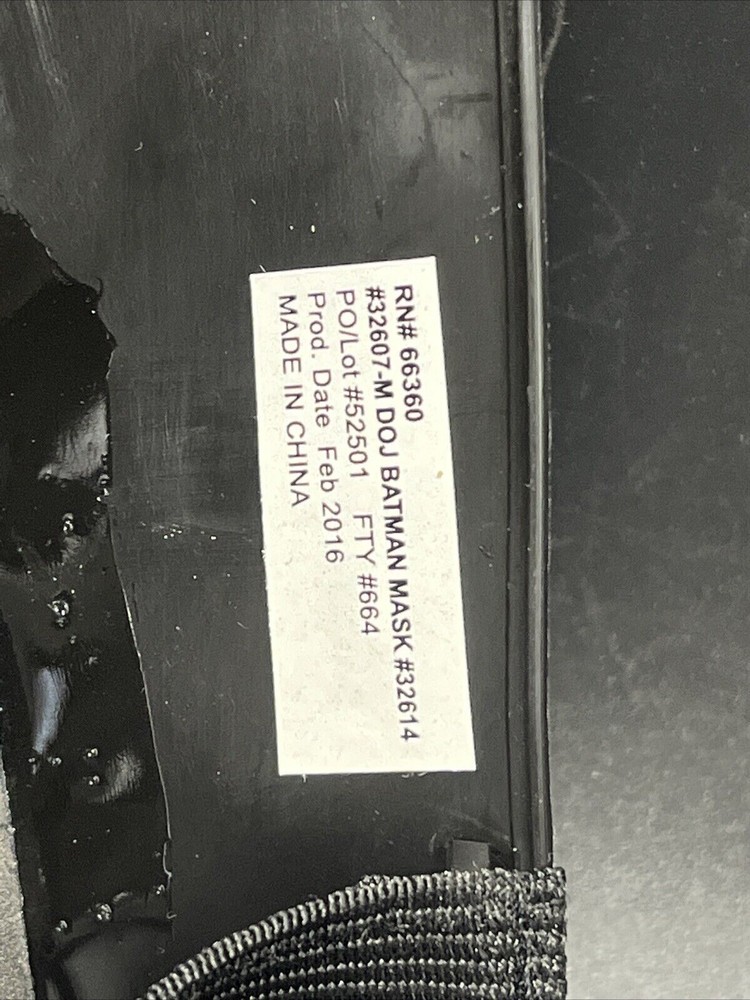 RN# 66360
#32607-M DOJ BATMAN MASK #32614
PO/Lot #52501 FTY #664
Prod. Date Feb 2016
MADE IN CHINA